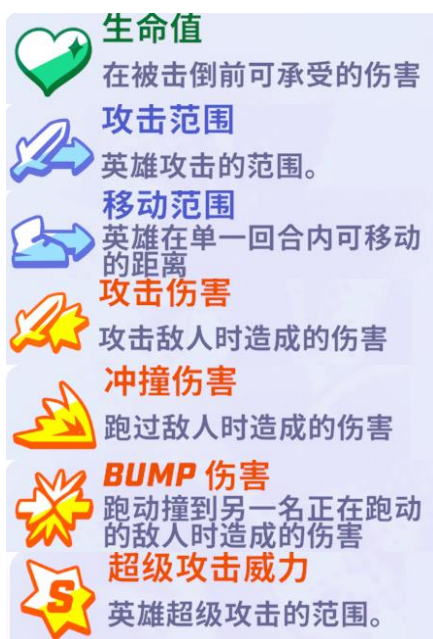 生命值
在被击倒前可承受的伤害
攻击范围
英雄攻击的范围。
移动范围
英雄在单一回合内可移动
的距离
攻击伤害
攻击敌人时造成的伤害
冲撞伤害
跑过敌人时造成的伤害
BUMP 伤害
跑动撞到另一名正在跑动
的敌人时造成的伤害
超级攻击威力
S
英雄超级攻击的范围。